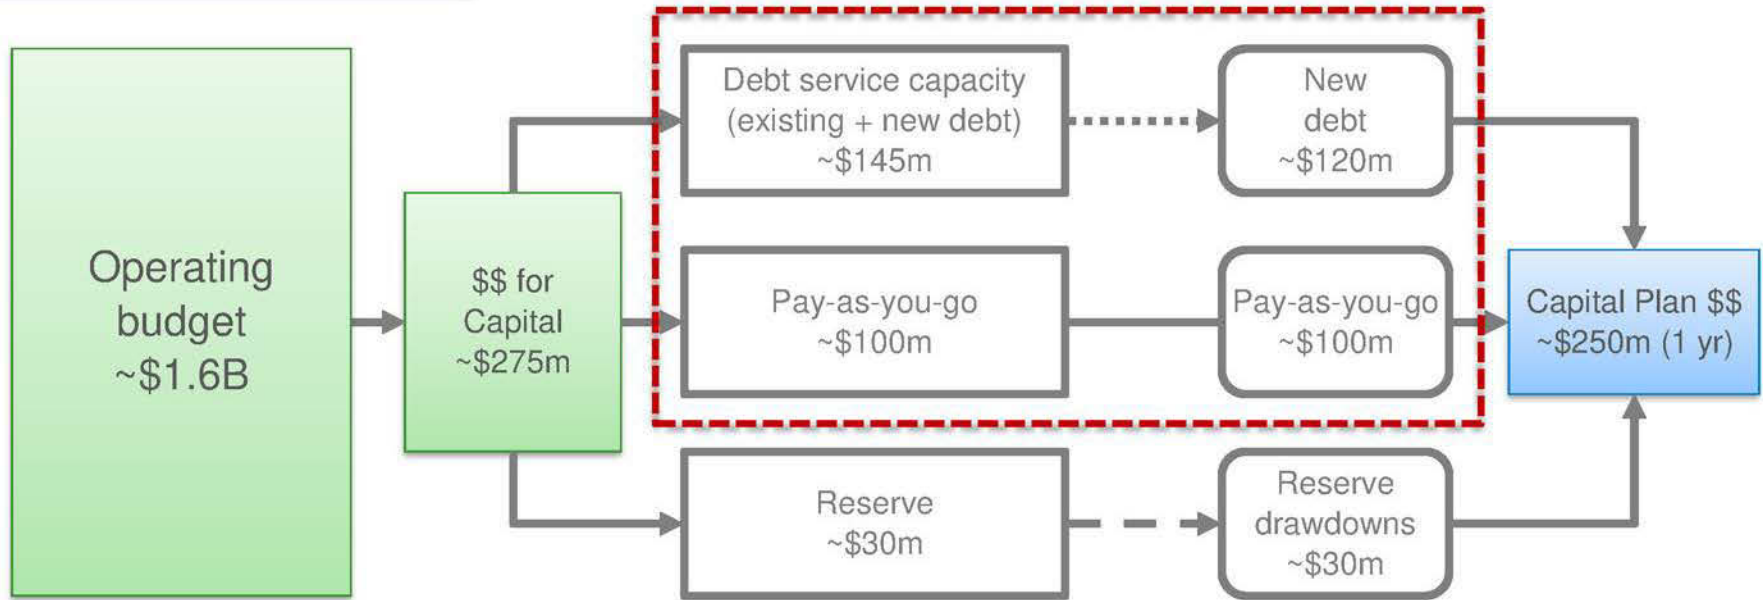 Operating
budget
~$1.6B
$$ for
Capital
~$275m
Debt service capacity
(existing + new debt)
~$145m
New
debt
~$120m
Pay-as-you-go
~$100m
Pay-as-you-go
~$100m
Reserve
~$30m
Reserve
drawdowns
~$30m
Capital Plan $$
~$250m (1 yr)